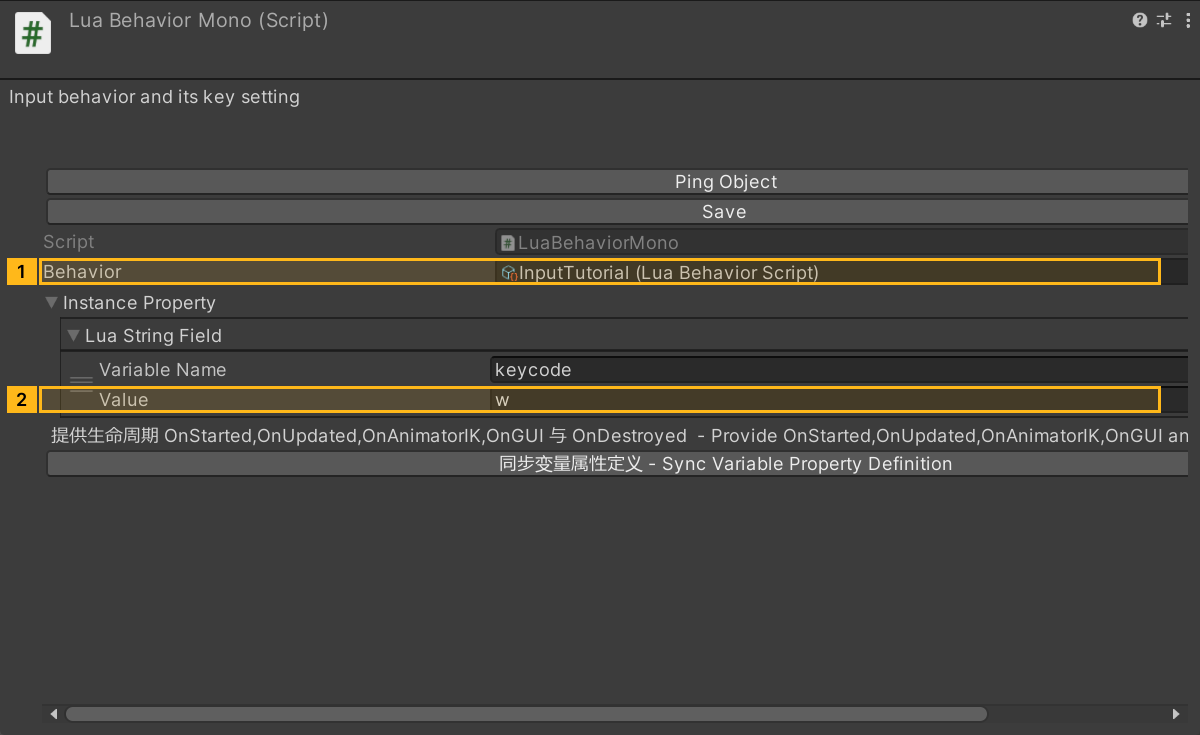 Lua Behavior Mono (Script)
Input behavior and its key setting
Ping Object
Save
Script LuaBehaviorMono
1 Behavior InputTutorial (Lua Behavior Script)
Instance Property
Lua String Field
Variable Name keycode
2 Value w
提供生命周期 OnStarted,OnUpdated,OnAnimatorIK,OnGUI 与 OnDestroyed - Provide OnStarted,OnUpdated,OnAnimatorIK,OnGUI an
同步变量属性定义 - Sync Variable Property Definition